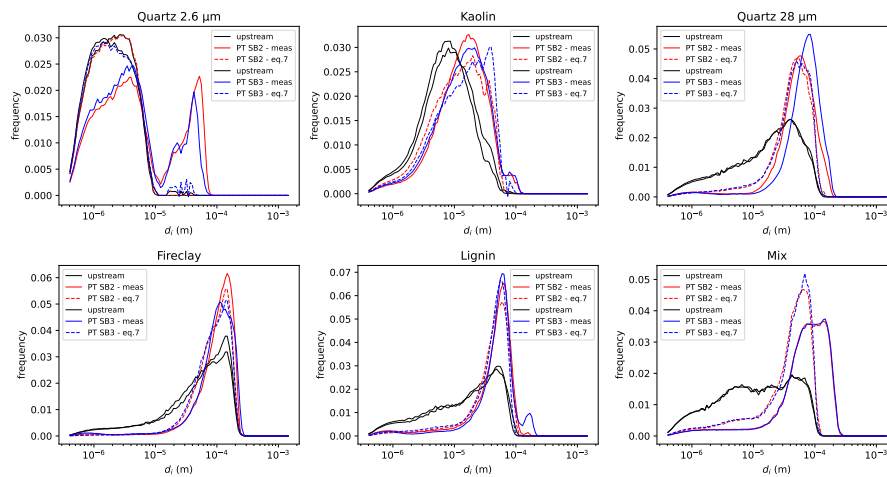 Quartz 2.6 μm
frequency
0.030
0.025
0.020
0.015
0.010
0.005
0.000
upstream
PT SB2 - meas
PT SB2 - eq.7
upstream
PT SB3 - meas
PT SB3 - eq.7
10⁻⁶
10⁻⁵
10⁻⁴
10⁻³
dᵢ (m)
Kaolin
frequency
0.030
0.025
0.020
0.015
0.010
0.005
0.000
upstream
PT SB2 - meas
PT SB2 - eq.7
upstream
PT SB3 - meas
PT SB3 - eq.7
10⁻⁶
10⁻⁵
10⁻⁴
10⁻³
dᵢ (m)
Quartz 28 μm
frequency
0.05
0.04
0.03
0.02
0.01
0.00
upstream
PT SB2 - meas
PT SB2 - eq.7
upstream
PT SB3 - meas
PT SB3 - eq.7
10⁻⁶
10⁻⁵
10⁻⁴
10⁻³
dᵢ (m)
Fireclay
frequency
0.06
0.05
0.04
0.03
0.02
0.01
0.00
upstream
PT SB2 - meas
PT SB2 - eq.7
upstream
PT SB3 - meas
PT SB3 - eq.7
10⁻⁶
10⁻⁵
10⁻⁴
10⁻³
dᵢ (m)
Lignin
frequency
0.07
0.06
0.05
0.04
0.03
0.02
0.01
0.00
upstream
PT SB2 - meas
PT SB2 - eq.7
upstream
PT SB3 - meas
PT SB3 - eq.7
10⁻⁶
10⁻⁵
10⁻⁴
10⁻³
dᵢ (m)
Mix
frequency
0.05
0.04
0.03
0.02
0.01
0.00
upstream
PT SB2 - meas
PT SB2 - eq.7
upstream
PT SB3 - meas
PT SB3 - eq.7
10⁻⁶
10⁻⁵
10⁻⁴
10⁻³
dᵢ (m)